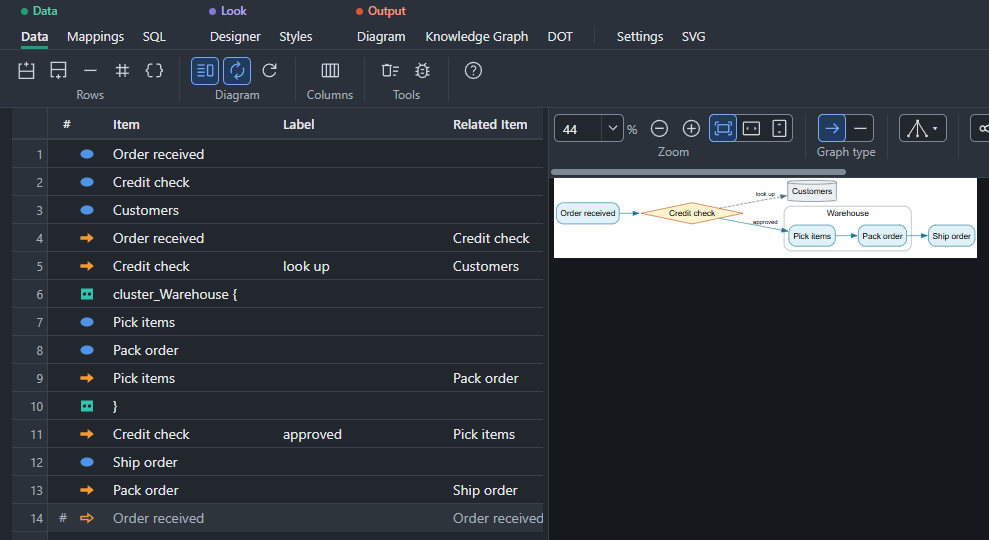 Data Look Output
Data Mappings SQL Designer Styles Diagram Knowledge Graph DOT Settings SVG
Rows Diagram Columns Tools
# Item Label Related Item
1 Order received
2 Credit check
3 Customers
4 Order received Credit check
5 Credit check look up Customers
6 cluster_Warehouse {
7 Pick items
8 Pack order
9 Pick items Pack order
10 }
11 Credit check approved Pick items
12 Ship order
13 Pack order Ship order
14 # Order received Order received
44 %
Zoom Graph type
look up Customers
Order received Credit check Warehouse
approved
Pick items Pack order Ship order